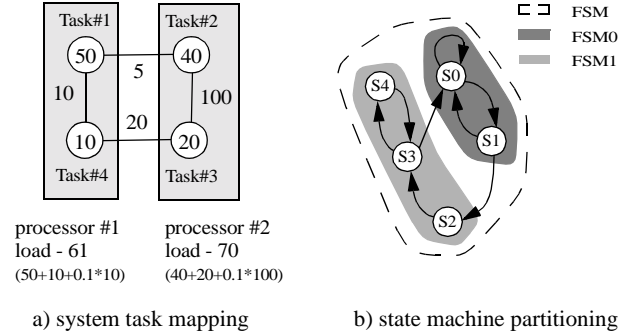 Task#1
Task#2
50
40
5
10
100
20
10
20
Task#4
Task#3
processor #1
load - 61
(50+10+0.1*10)
processor #2
load - 70
(40+20+0.1*100)
a) system task mapping
FSM
FSM0
FSM1
S0
S4
S1
S3
S2
b) state machine partitioning